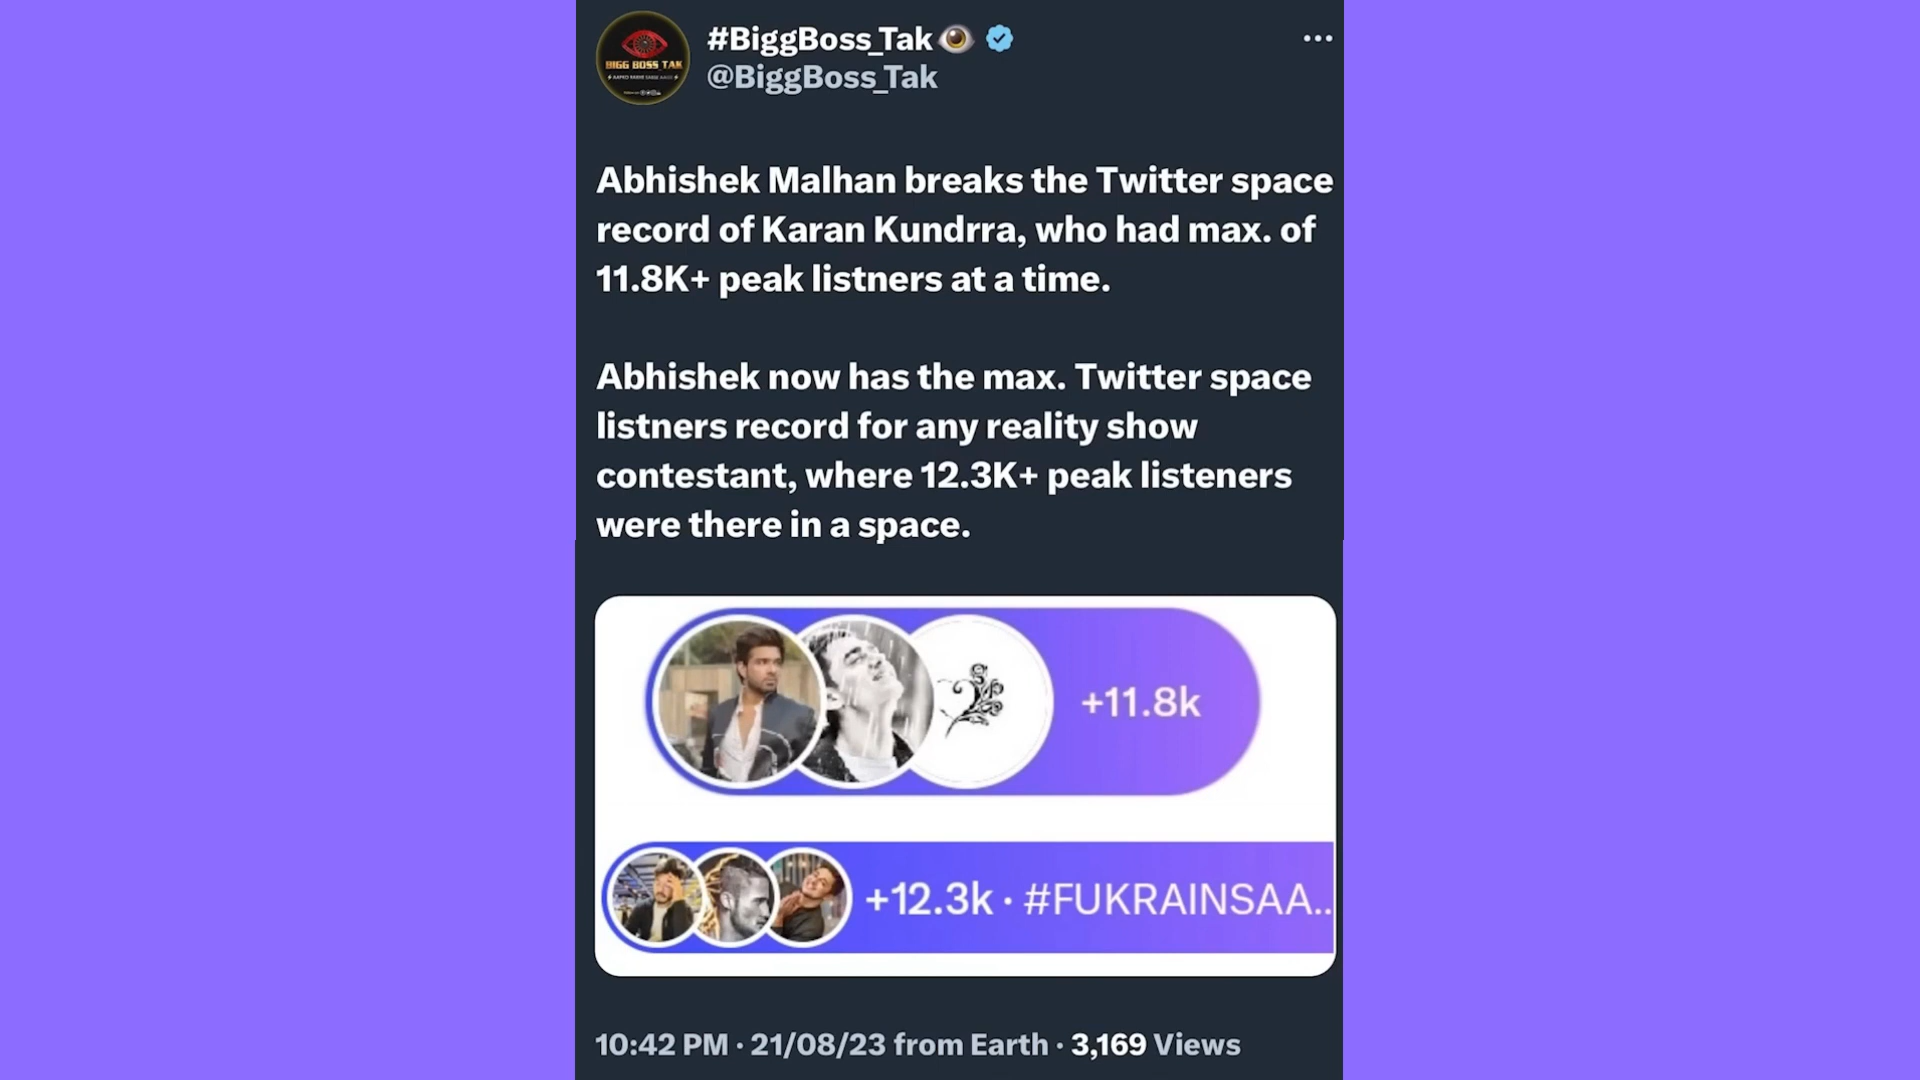 #BiggBoss_Tak👁
@BiggBoss_Tak
BIGG BOSS TAK
Abhishek Malhan breaks the Twitter space
record of Karan Kundrra, who had max. of
11.8K+ peak listners at a time.
Abhishek now has the max. Twitter space
listners record for any reality show
contestant, where 12.3K+ peak listeners
were there in a space.
+11.8k
+12.3k · #FUKRAINSAA..
10:42 PM · 21/08/23 from Earth · 3,169 Views